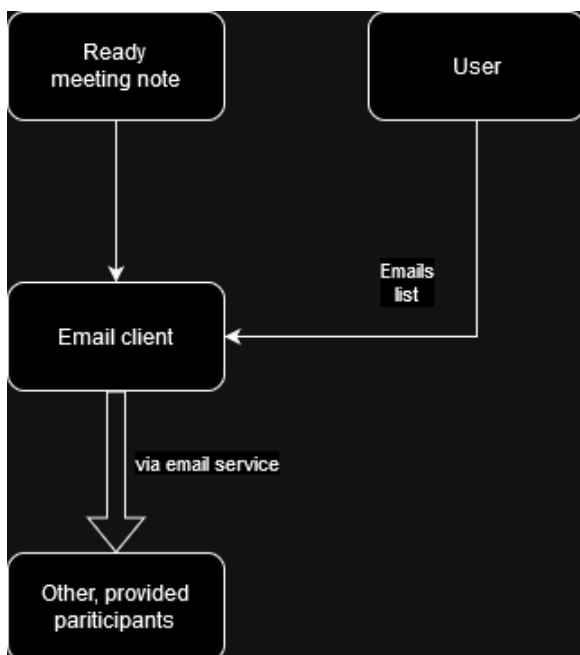 Ready
meeting note
User
Emails
list
Email client
via email service
Other, provided
pariticipants